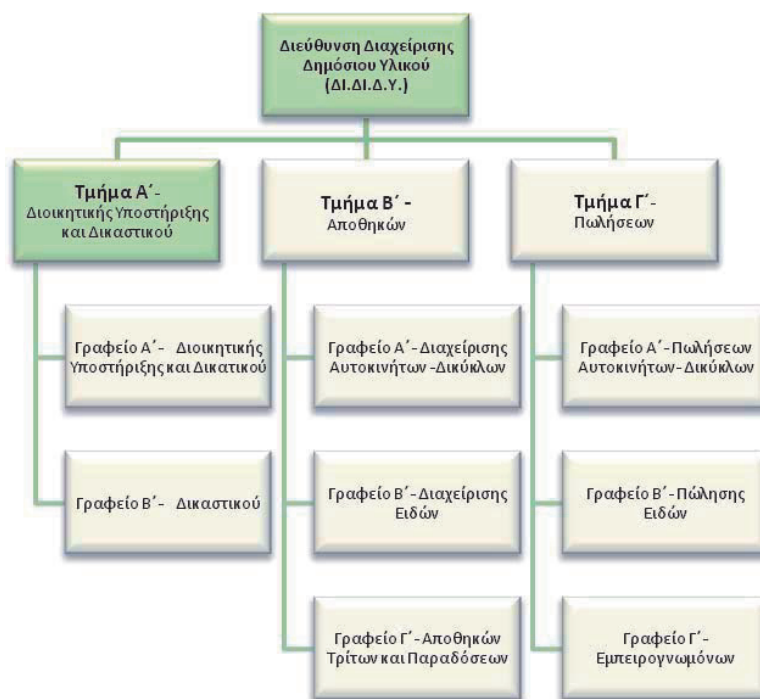 Διεύθυνση Διαχείρισης
Δημόσιου Υλικού
(ΔΙ.ΔΙ.Δ.Υ.)
Τμήμα Α΄-
Διοικητικής Υποστήριξης
και Δικαστικού
Τμήμα Β΄ -
Αποθηκών
Τμήμα Γ΄-
Πωλήσεων
Γραφείο Α΄- Διοικητικής
Υποστήριξης και Δικατικού
Γραφείο Β΄- Δικαστικού
Γραφείο Α΄-Διαχείρισης
Αυτοκινήτων -Δικύκλων
Γραφείο Β΄-Διαχείρισης
Ειδών
Γραφείο Γ΄-Αποθηκών
Τρίτων και Παραδόσεων
Γραφείο Α΄-Πωλήσεων
Αυτοκινήτων- Δικύκλων
Γραφείο Β΄-Πώλησης
Ειδών
Γραφείο Γ΄-
Εμπειρογνωμόνων